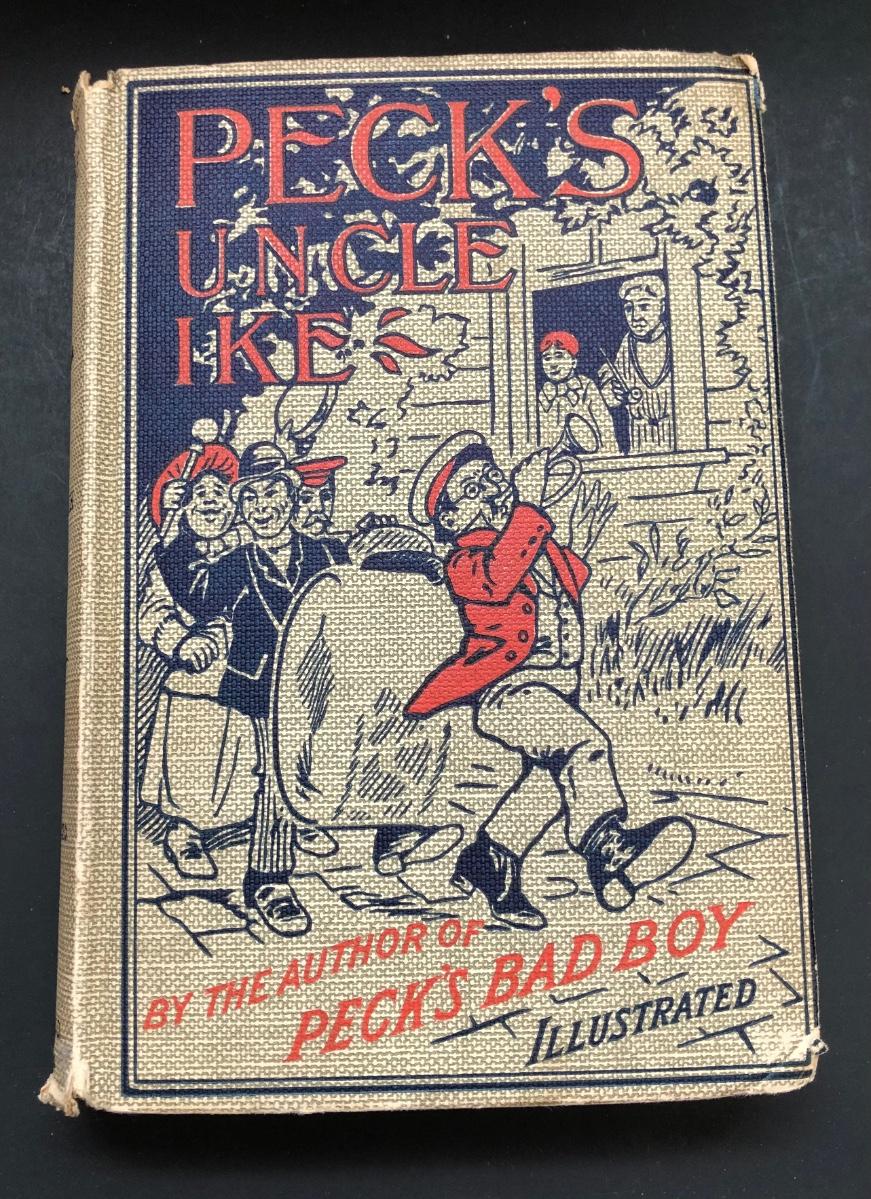 PECK'S
UNCLE
IKE
BY THE AUTHOR OF
PECK'S BAD BOY
ILLUSTRATED